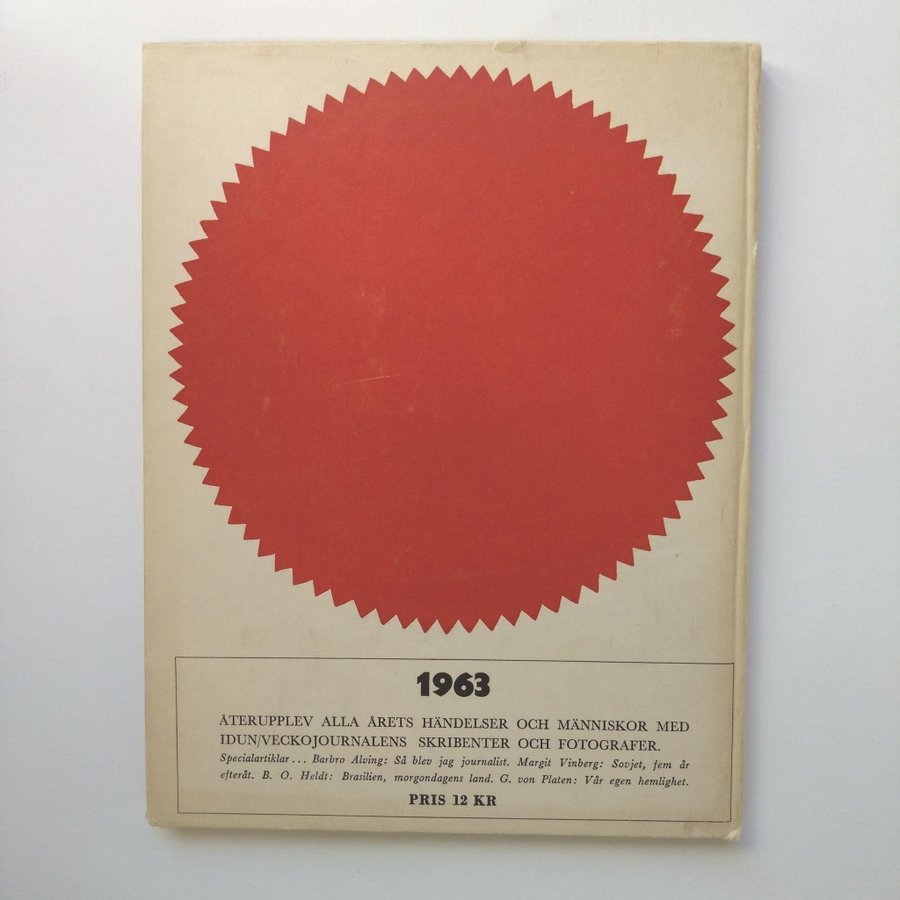 1963
ÅTERUPPLEV ALLA ÅRETS HÄNDELSER OCH MÄNNISKOR MED
IDUN/VECKOJOURNALENS SKRIBENTER OCH FOTOGRAFER.
Specialartiklar... Barbro Alving: Så blev jag journalist. Margit Vinberg: Sovjet, fem år
efteråt. B. O. Heldt: Brasilien, morgondagens land. G. von Platen: Vår egen hemlighet.
PRIS 12 KR